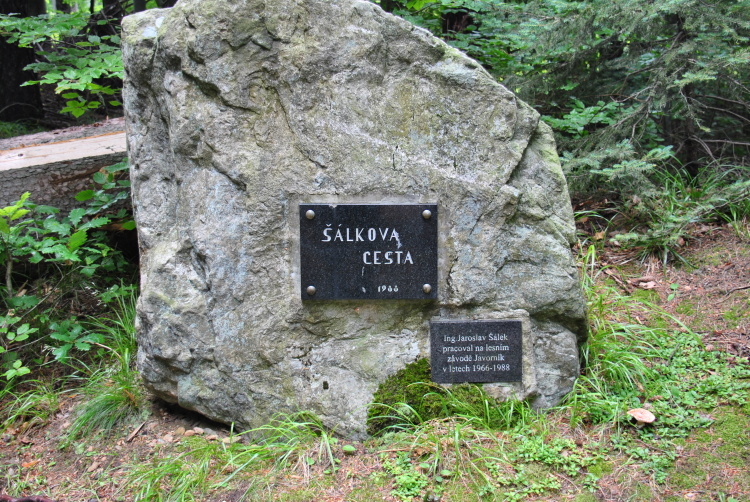 ŠÁLKOVA
CESTA
1988
Ing.Jaroslav Šálek
pracoval na lesním
závodě Javorník
v letech 1966-1988